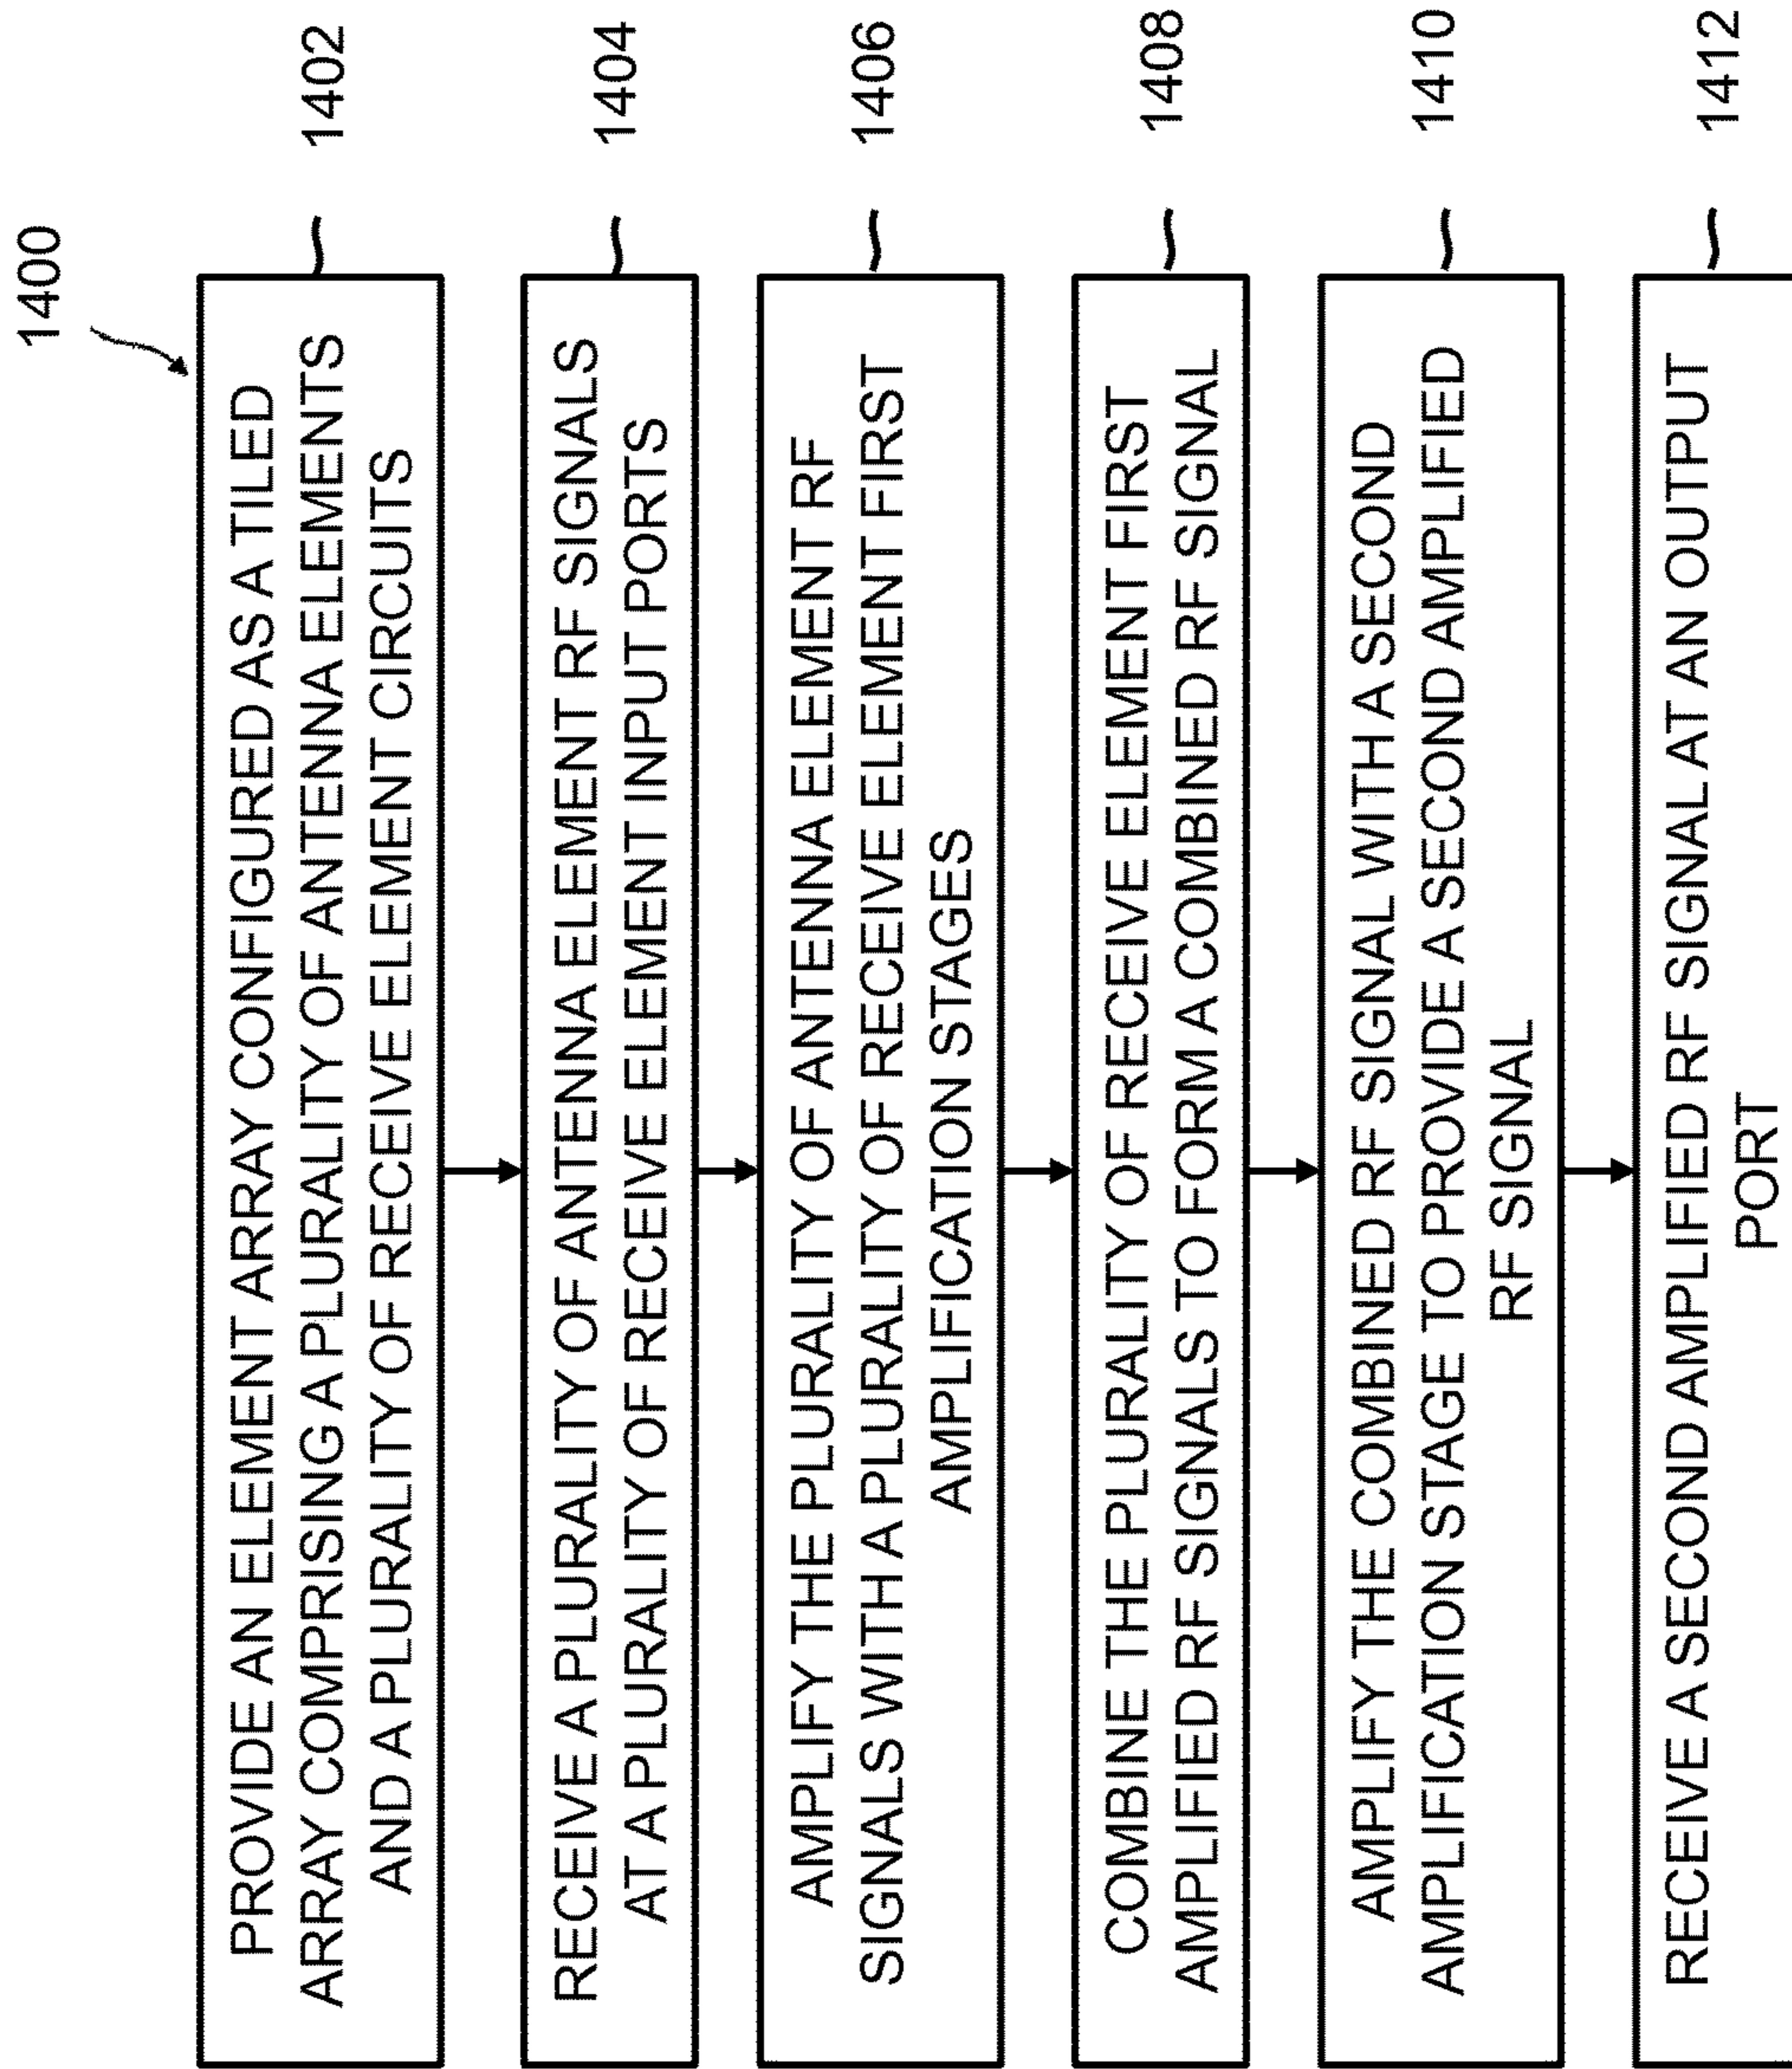 1400
PROVIDE AN ELEMENT ARRAY CONFIGURED AS A TILED
ARRAY COMPRISING A PLURALITY OF ANTENNA ELEMENTS
AND A PLURALITY OF RECEIVE ELEMENT CIRCUITS
1402
RECEIVE A PLURALITY OF ANTENNA ELEMENT RF SIGNALS
AT A PLURALITY OF RECEIVE ELEMENT INPUT PORTS
1404
AMPLIFY THE PLURALITY OF ANTENNA ELEMENT RF
SIGNALS WITH A PLURALITY OF RECEIVE ELEMENT FIRST
AMPLIFICATION STAGES
1406
COMBINE THE PLURALITY OF RECEIVE ELEMENT FIRST
AMPLIFIED RF SIGNALS TO FORM A COMBINED RF SIGNAL
1408
AMPLIFY THE COMBINED RF SIGNAL WITH A SECOND
AMPLIFICATION STAGE TO PROVIDE A SECOND AMPLIFIED
RF SIGNAL
1410
RECEIVE A SECOND AMPLIFIED RF SIGNAL AT AN OUTPUT
PORT
1412